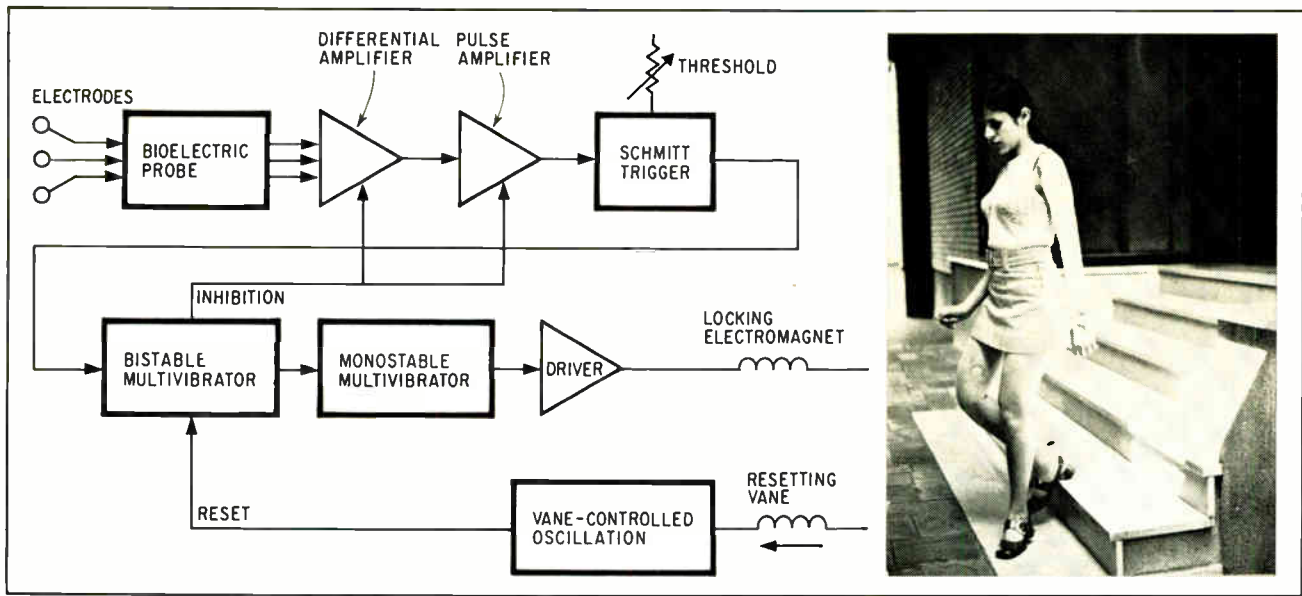 DIFFERENTIAL
AMPLIFIER
PULSE
AMPLIFIER
THRESHOLD
ELECTRODES
BIOELECTRIC
PROBE
SCHMITT
TRIGGER
INHIBITION
LOCKING
ELECTROMAGNET
BISTABLE
MULTIVIBRATOR
MONOSTABLE
MULTIVIBRATOR
DRIVER
RESETTING
VANE
RESET
VANE-CONTROLLED
OSCILLATION